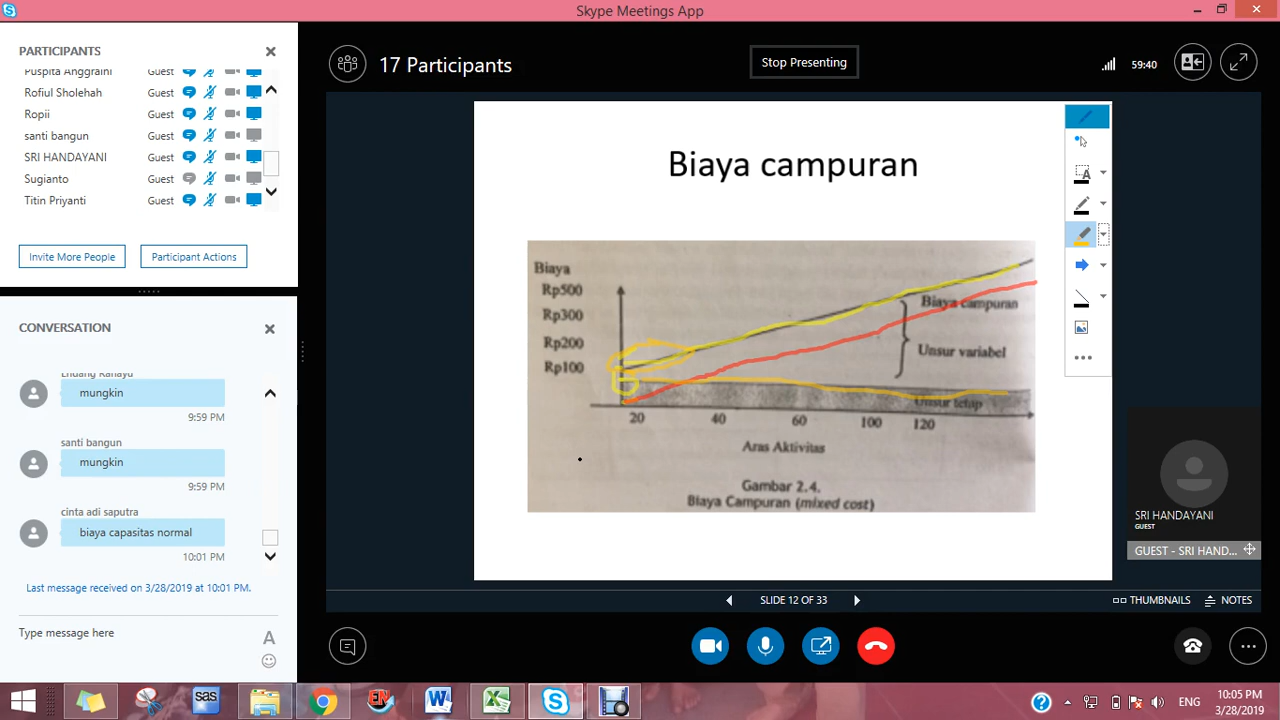 Skype Meetings App
PARTICIPANTS
Puspita Anggraini Guest
Rofiul Sholehah Guest
Ropii Guest
santi bangun Guest
SRI HANDAYANI Guest
Sugianto Guest
Titin Priyanti Guest
Invite More People
Participant Actions
CONVERSATION
Endang Rahayu
mungkin
9:59 PM
santi bangun
mungkin
9:59 PM
cinta adi saputra
biaya capasitas normal
10:01 PM
Last message received on 3/28/2019 at 10:01 PM.
Type message here
17 Participants
Stop Presenting
59:40
Biaya campuran
Biaya
Rp500
Rp300
Rp200
Rp100
Biaya campuran
Unsur variabel
Unsur tetap
20 40 60 100 120
Aras Aktivitas
Gambar 2.4.
Biaya Campuran (mixed cost)
SRI HANDAYANI
GUEST
GUEST - SRI HAND...
SLIDE 12 OF 33
THUMBNAILS
NOTES
sas
EN
ENG
10:05 PM
3/28/2019